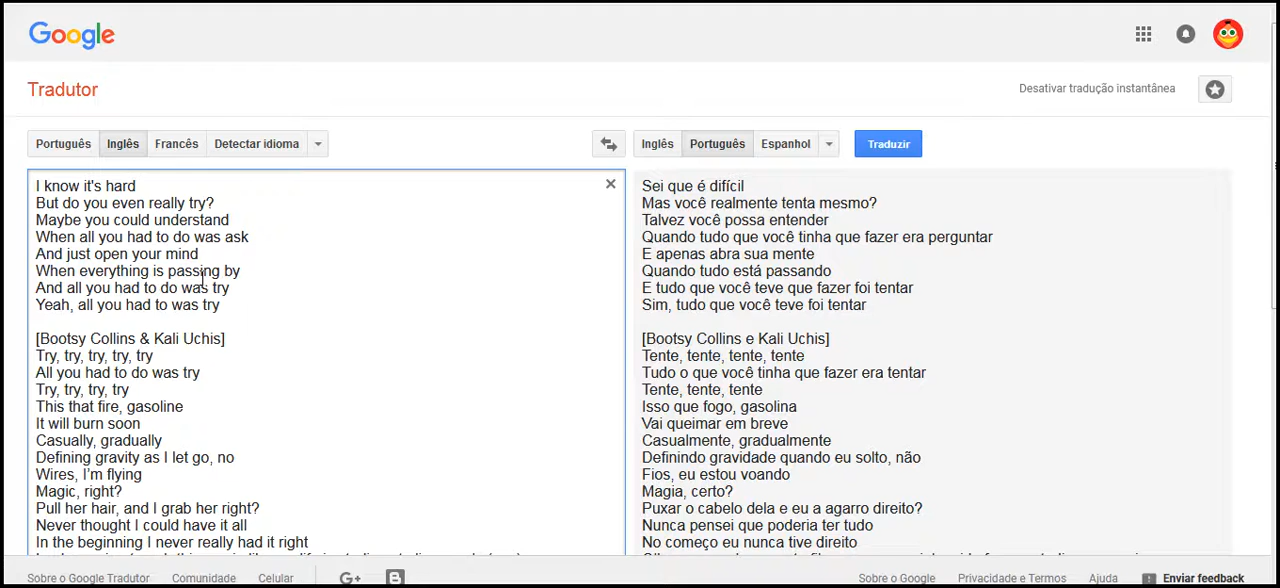 Google
Tradutor
Desativar tradução instantânea
Português Inglês Francês Detectar idioma
Inglês Português Espanhol Traduzir
I know it's hard
But do you even really try?
Maybe you could understand
When all you had to do was ask
And just open your mind
When everything is passing by
And all you had to do was try
Yeah, all you had to was try
[Bootsy Collins & Kali Uchis]
Try, try, try, try, try
All you had to do was try
Try, try, try, try
This that fire, gasoline
It will burn soon
Casually, gradually
Defining gravity as I let go, no
Wires, I’m flying
Magic, right?
Pull her hair, and I grab her right?
Never thought I could have it all
In the beginning I never really had it right
Sei que é difícil
Mas você realmente tenta mesmo?
Talvez você possa entender
Quando tudo que você tinha que fazer era perguntar
E apenas abra sua mente
Quando tudo está passando
E tudo que você teve que fazer foi tentar
Sim, tudo que você teve foi tentar
[Bootsy Collins e Kali Uchis]
Tente, tente, tente, tente
Tudo o que você tinha que fazer era tentar
Tente, tente, tente
Isso que fogo, gasolina
Vai queimar em breve
Casualmente, gradualmente
Definindo gravidade quando eu solto, não
Fios, eu estou voando
Magia, certo?
Puxar o cabelo dela e eu a agarro direito?
Nunca pensei que poderia ter tudo
No começo eu nunca tive direito
Sobre o Google Tradutor Comunidade Celular G+
Sobre o Google Privacidade e Termos Ajuda Enviar feedback